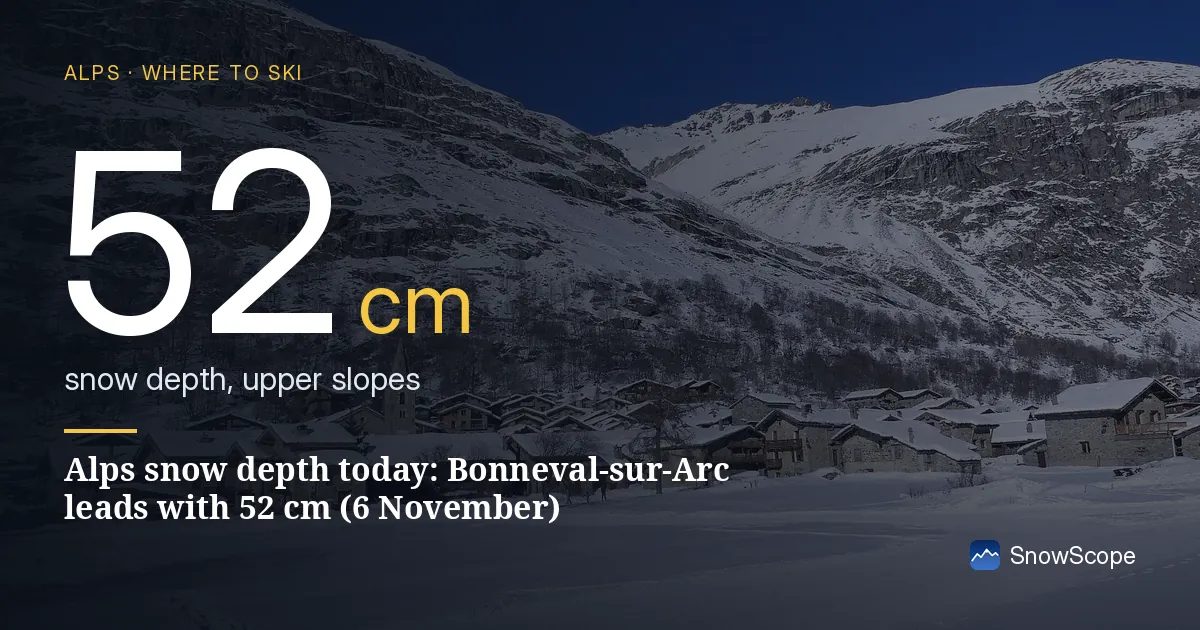 ALPS · WHERE TO SKI
52 cm
snow depth, upper slopes
Alps snow depth today: Bonneval-sur-Arc
leads with 52 cm (6 November)
SnowScope